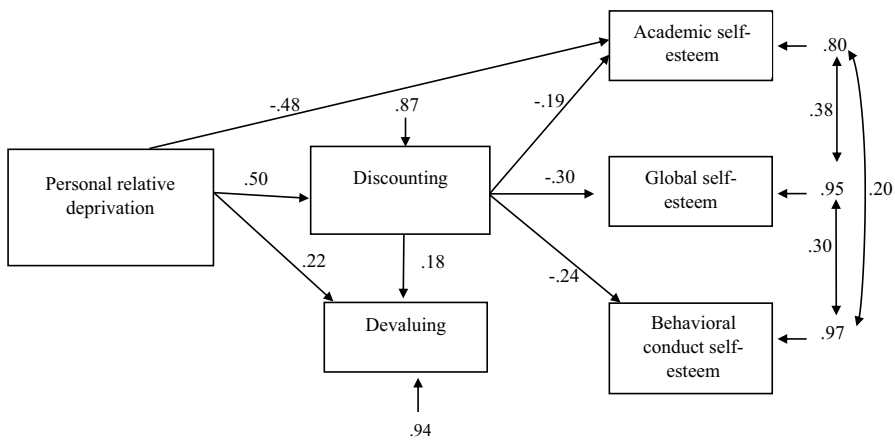 Academic self-
esteem
.80
-.48
.87
-.19
.38
Personal relative
deprivation
.50
Discounting
-.30
Global self-
esteem
.95
.20
.22
.18
-.24
.30
Devaluing
Behavioral
conduct self-
esteem
.97
.94